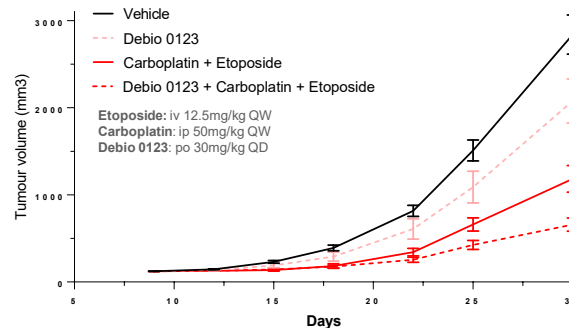 3000
2000
1000
0
Tumour volume (mm3)
Vehicle
Debio 0123
Carboplatin + Etoposide
Debio 0123 + Carboplatin + Etoposide
Etoposide: iv 12.5mg/kg QW
Carboplatin: ip 50mg/kg QW
Debio 0123: po 30mg/kg QD
5 10 15 20 25
Days